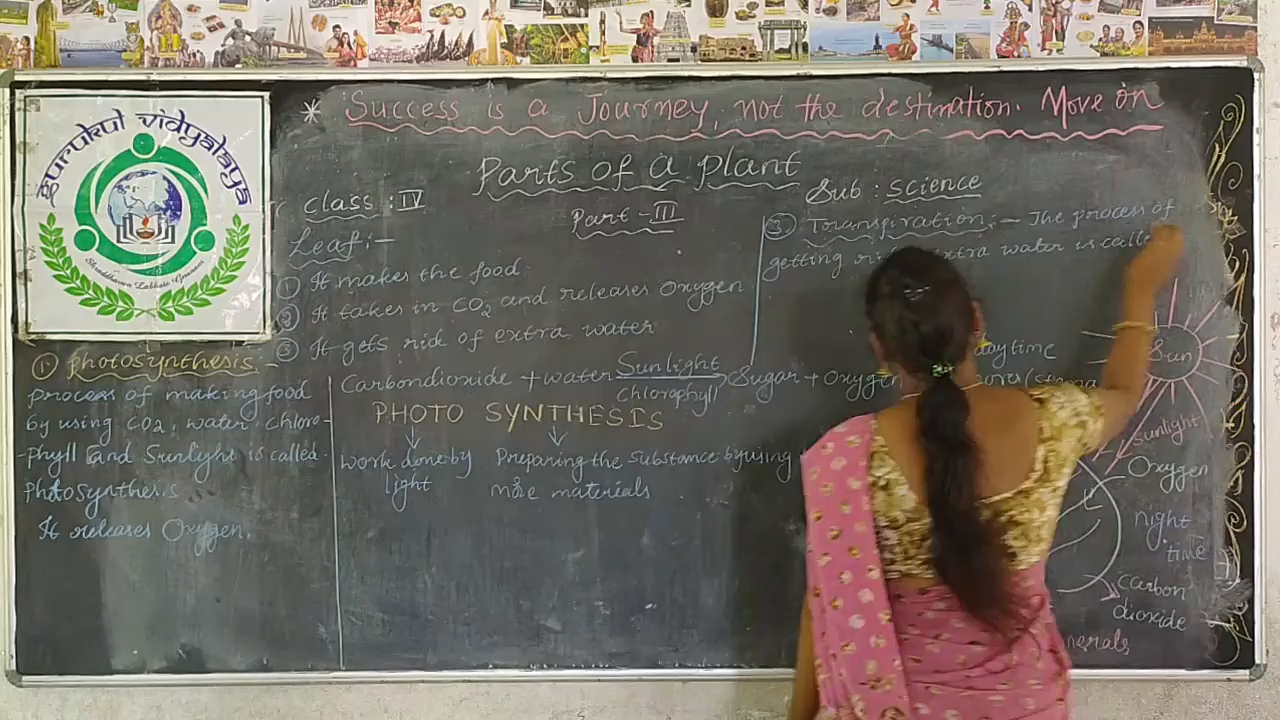 gurukul vidyalaya
* Success is a Journey, not the destination. Move on
Parts of a plant
Class : IV
Part - III
Sub : Science
Leaf :-
① It makes the food.
② It takes in CO2 and releases Oxygen
③ It gets rid of extra water
① Photosynthesis :-
process of making food
by using CO2, water, Chloro-
-phyll and Sunlight is called
Photosynthesis
It releases Oxygen.
Carbondioxide + water Sunlight
chlorophyll Sugar + Oxygen
PHOTO SYNTHESIS
work done by
light
Preparing the Substance by using
more materials
③ Transpiration :- The process of
getting extra water is
daytime
Sun
sunlight
Oxygen
night
time
carbon
dioxide